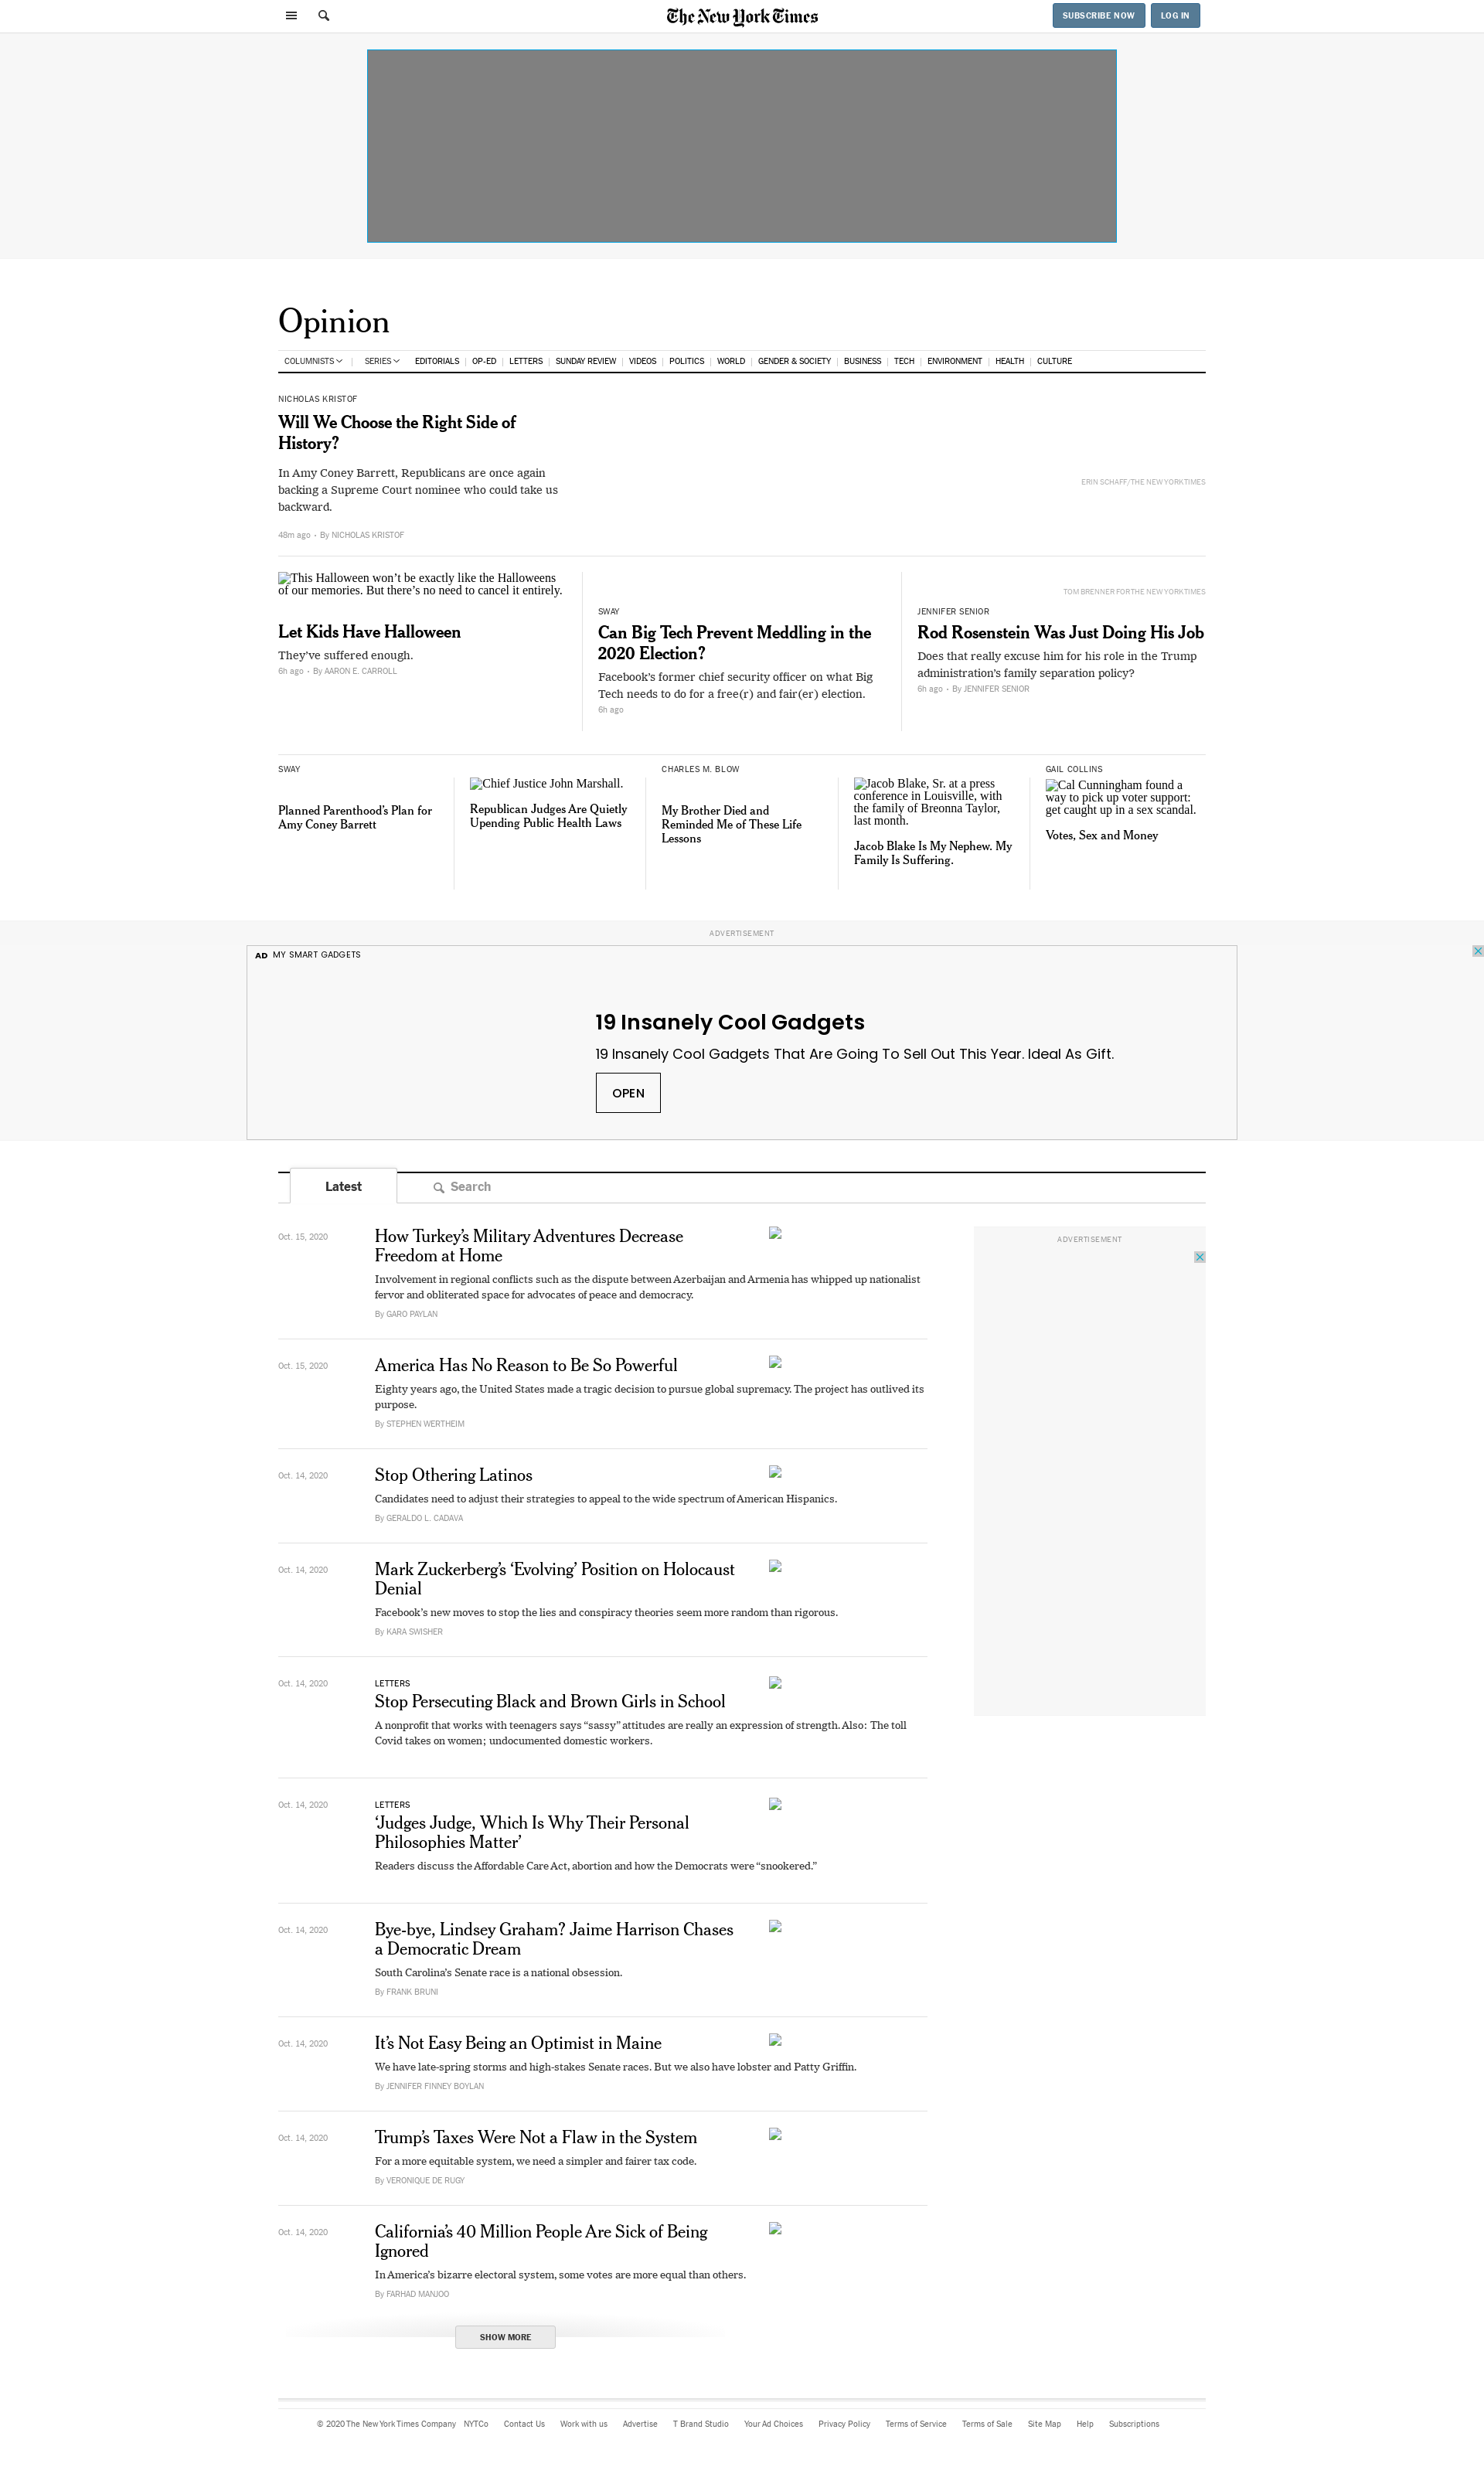 The New York Times
SUBSCRIBE NOW
LOG IN
Opinion
COLUMNISTS
SERIES
EDITORIALS
OP-ED
LETTERS
SUNDAY REVIEW
VIDEOS
POLITICS
WORLD
GENDER & SOCIETY
BUSINESS
TECH
ENVIRONMENT
HEALTH
CULTURE
NICHOLAS KRISTOF
Will We Choose the Right Side of
History?
In Amy Coney Barrett, Republicans are once again
backing a Supreme Court nominee who could take us
backward.
48m ago • By NICHOLAS KRISTOF
ERIN SCHAFF/THE NEW YORK TIMES
This Halloween won’t be exactly like the Halloweens
of our memories. But there’s no need to cancel it entirely.
Let Kids Have Halloween
They’ve suffered enough.
6h ago • By AARON E. CARROLL
SWAY
Can Big Tech Prevent Meddling in the
2020 Election?
Facebook’s former chief security officer on what Big
Tech needs to do for a free(r) and fair(er) election.
6h ago
TOM BRENNER FOR THE NEW YORK TIMES
JENNIFER SENIOR
Rod Rosenstein Was Just Doing His Job
Does that really excuse him for his role in the Trump
administration’s family separation policy?
6h ago • By JENNIFER SENIOR
SWAY
Planned Parenthood’s Plan for
Amy Coney Barrett
Chief Justice John Marshall.
Republican Judges Are Quietly
Upending Public Health Laws
CHARLES M. BLOW
My Brother Died and
Reminded Me of These Life
Lessons
Jacob Blake, Sr. at a press
conference in Louisville, with
the family of Breonna Taylor,
last month.
Jacob Blake Is My Nephew. My
Family Is Suffering.
GAIL COLLINS
Cal Cunningham found a
way to pick up voter support:
get caught up in a sex scandal.
Votes, Sex and Money
ADVERTISEMENT
AD MY SMART GADGETS
19 Insanely Cool Gadgets
19 Insanely Cool Gadgets That Are Going To Sell Out This Year. Ideal As Gift.
OPEN
Latest
Search
ADVERTISEMENT
Oct. 15, 2020
How Turkey’s Military Adventures Decrease
Freedom at Home
Involvement in regional conflicts such as the dispute between Azerbaijan and Armenia has whipped up nationalist
fervor and obliterated space for advocates of peace and democracy.
By GARO PAYLAN
Oct. 15, 2020
America Has No Reason to Be So Powerful
Eighty years ago, the United States made a tragic decision to pursue global supremacy. The project has outlived its
purpose.
By STEPHEN WERTHEIM
Oct. 14, 2020
Stop Othering Latinos
Candidates need to adjust their strategies to appeal to the wide spectrum of American Hispanics.
By GERALDO L. CADAVA
Oct. 14, 2020
Mark Zuckerberg’s ‘Evolving’ Position on Holocaust
Denial
Facebook’s new moves to stop the lies and conspiracy theories seem more random than rigorous.
By KARA SWISHER
Oct. 14, 2020
LETTERS
Stop Persecuting Black and Brown Girls in School
A nonprofit that works with teenagers says “sassy” attitudes are really an expression of strength. Also: The toll
Covid takes on women; undocumented domestic workers.
Oct. 14, 2020
LETTERS
‘Judges Judge, Which Is Why Their Personal
Philosophies Matter’
Readers discuss the Affordable Care Act, abortion and how the Democrats were “snookered.”
Oct. 14, 2020
Bye-bye, Lindsey Graham? Jaime Harrison Chases
a Democratic Dream
South Carolina’s Senate race is a national obsession.
By FRANK BRUNI
Oct. 14, 2020
It’s Not Easy Being an Optimist in Maine
We have late-spring storms and high-stakes Senate races. But we also have lobster and Patty Griffin.
By JENNIFER FINNEY BOYLAN
Oct. 14, 2020
Trump’s Taxes Were Not a Flaw in the System
For a more equitable system, we need a simpler and fairer tax code.
By VERONIQUE DE RUGY
Oct. 14, 2020
California’s 40 Million People Are Sick of Being
Ignored
In America’s bizarre electoral system, some votes are more equal than others.
By FARHAD MANJOO
SHOW MORE
© 2020 The New York Times Company
NYTCo
Contact Us
Work with us
Advertise
T Brand Studio
Your Ad Choices
Privacy Policy
Terms of Service
Terms of Sale
Site Map
Help
Subscriptions